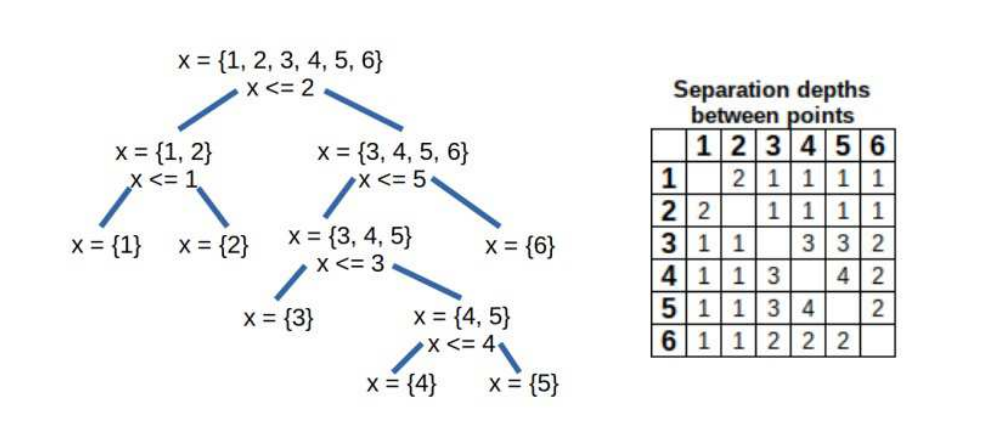 x = {1, 2, 3, 4, 5, 6}
x <= 2
x = {1, 2}
x <= 1
x = {3, 4, 5, 6}
x <= 5
x = {1}
x = {2}
x = {3, 4, 5}
x <= 3
x = {6}
x = {3}
x = {4, 5}
x <= 4
x = {4}
x = {5}
Separation depths
between points
1 2 3 4 5 6
1 2 1 1 1 1
2 2 1 1 1 1
3 1 1 3 3 2
4 1 1 3 4 2
5 1 1 3 4 2
6 1 1 2 2 2